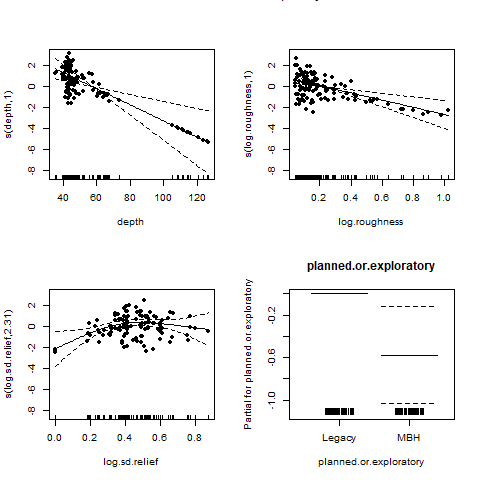 s(depth,1)
2
0
-2
-4
-6
-8
40 60 80 100 120
depth
s(log.roughness,1)
2
0
-2
-4
-6
-8
0.2 0.4 0.6 0.8 1.0
log.roughness
s(log.sd.relief,2.31)
2
0
-2
-4
-6
-8
0.0 0.2 0.4 0.6 0.8
log.sd.relief
planned.or.exploratory
Partial for planned.or.exploratory
-0.2
-0.6
-1.0
Legacy MBH
planned.or.exploratory